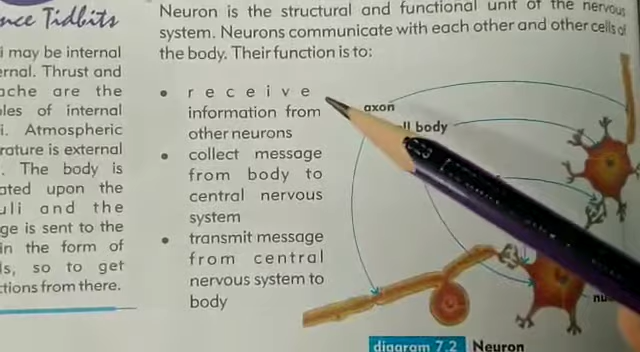 nce Tidbits
i may be internal
ernal. Thrust and
ache are the
les of internal
i. Atmospheric
rature is external
. The body is
ated upon the
uli and the
ge is sent to the
in the form of
ls, so to get
ctions from there.
Neuron is the structural and functional unit of the nervous
system. Neurons communicate with each other and other cells of
the body. Their function is to:
• r e c e i v e
information from
other neurons
• collect message
from body to
central nervous
system
• transmit message
from central
nervous system to
body
axon
ll body
nu
diagram 7.2 Neuron